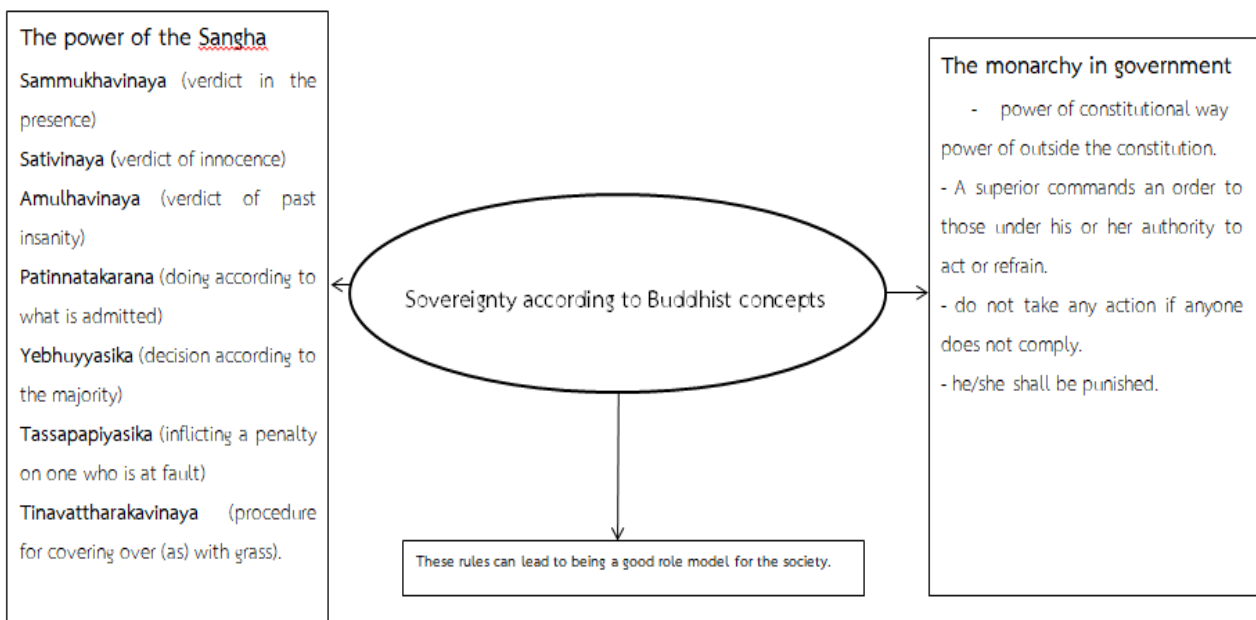 The power of the Sangha
Sammukhavinaya (verdict in the
presence)
Sativinaya (verdict of innocence)
Amulhavinaya (verdict of past
insanity)
Patinnatakarana (doing according to
what is admitted)
Yebhuyyasika (decision according to
the majority)
Tassapapiyasika (inflicting a penalty
on one who is at fault)
Tinavattharakavinaya (procedure
for covering over (as) with grass).
Sovereignty according to Buddhist concepts
These rules can lead to being a good role model for the society.
The monarchy in government
- power of constitutional way
power of outside the constitution.
- A superior commands an order to
those under his or her authority to
act or refrain.
- do not take any action if anyone
does not comply.
- he/she shall be punished.